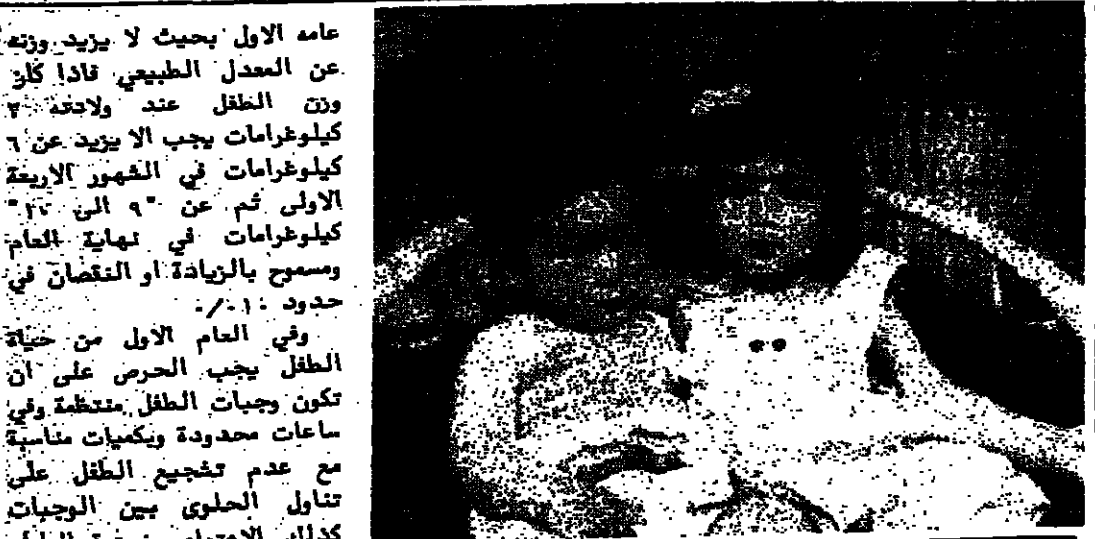 عامه الاول بحيث لا يزيد وزنه
عن المعدل الطبيعي فاذا كان
وزن الطفل عند ولادته ٣
كيلوغرامات يجب الا يزيد عن ٦
كيلوغرامات في الشهور الاربعة
الاولى ثم عن "٩ الى ١٠"
كيلوغرامات في نهاية العام
ومسموح بالزيادة او النقصان في
حدود ١٠٪.
وفي العام الاول من حياة
الطفل يجب الحرص على ان
تكون وجبات الطفل منتظمة وفي
ساعات محدودة وبكميات مناسبة
مع عدم تشجيع الطفل على
تناول الحلوى بين الوجبات
كذلك